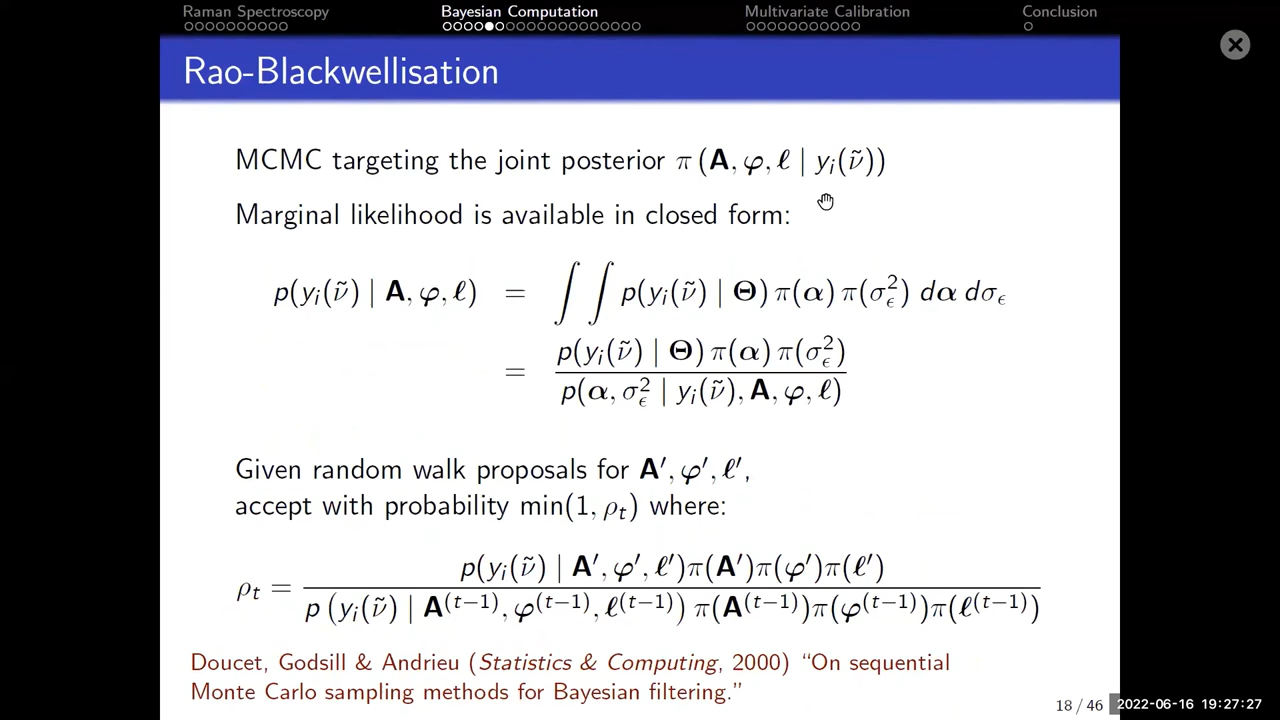 Raman Spectroscopy Bayesian Computation Multivariate Calibration Conclusion
Rao-Blackwellisation
MCMC targeting the joint posterior π (A, φ, ℓ | yᵢ(ν̃))
Marginal likelihood is available in closed form:
p(yᵢ(ν̃) | A, φ, ℓ) = ∫ ∫ p(yᵢ(ν̃) | Θ) π(α) π(σ²_ϵ) dα dσ_ϵ
= p(yᵢ(ν̃) | Θ) π(α) π(σ²_ϵ)
p(α, σ²_ϵ | yᵢ(ν̃), A, φ, ℓ)
Given random walk proposals for A′, φ′, ℓ′,
accept with probability min(1, ρₜ) where:
ρₜ = p(yᵢ(ν̃) | A′, φ′, ℓ′)π(A′)π(φ′)π(ℓ′)
p (yᵢ(ν̃) | A⁽ᵗ⁻¹⁾, φ⁽ᵗ⁻¹⁾, ℓ⁽ᵗ⁻¹⁾) π(A⁽ᵗ⁻¹⁾)π(φ⁽ᵗ⁻¹⁾)π(ℓ⁽ᵗ⁻¹⁾)
Doucet, Godsill & Andrieu (Statistics & Computing, 2000) “On sequential
Monte Carlo sampling methods for Bayesian filtering.”
18 / 46
2022-06-16 19:27:27